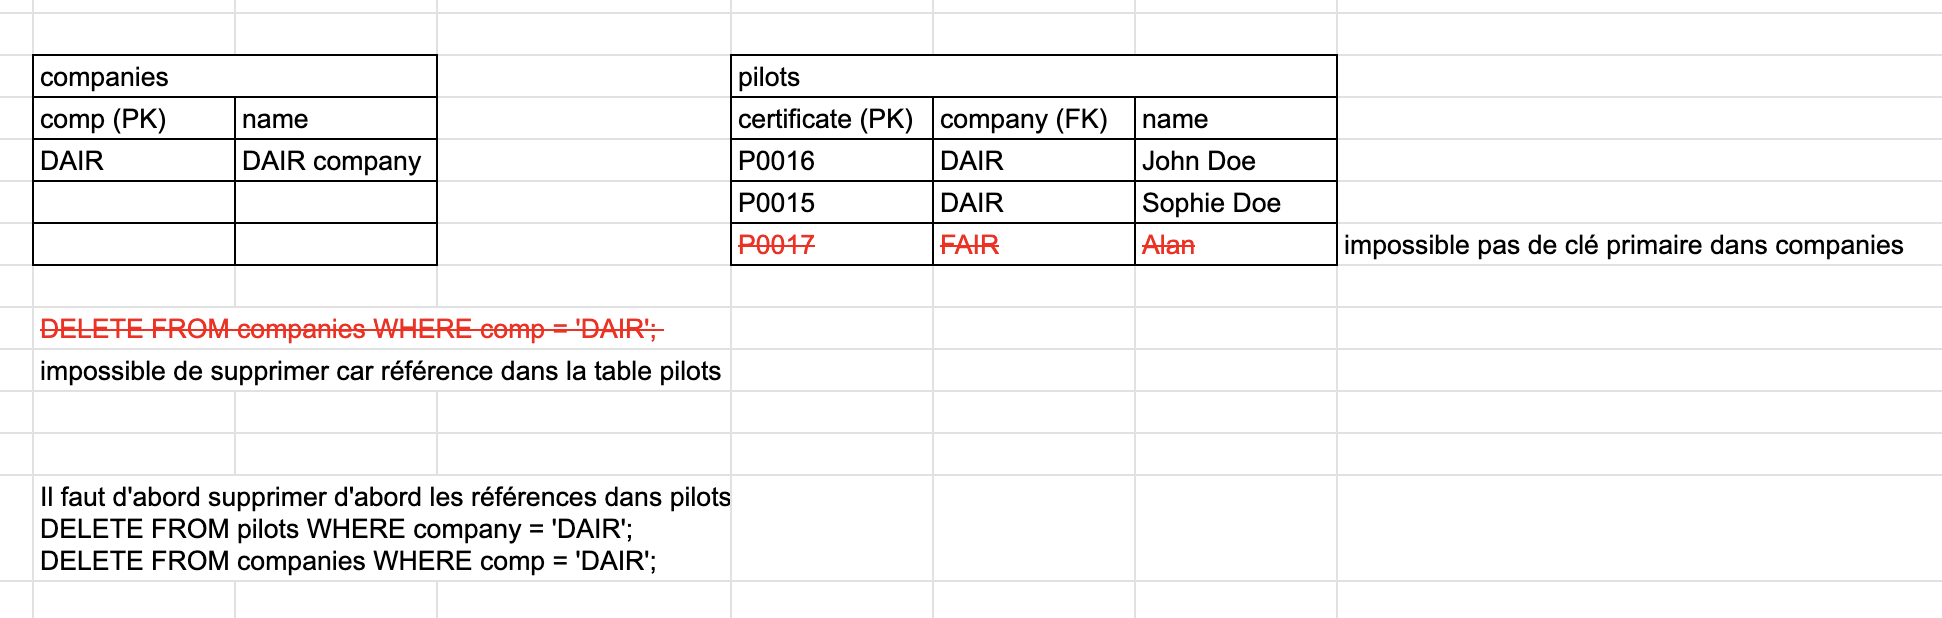 companies
comp (PK) name
DAIR DAIR company
pilots
certificate (PK) company (FK) name
P0016 DAIR John Doe
P0015 DAIR Sophie Doe
P0017 FAIR Alan impossible pas de clé primaire dans companies
DELETE FROM companies WHERE comp = 'DAIR';
impossible de supprimer car référence dans la table pilots
Il faut d'abord supprimer d'abord les références dans pilots
DELETE FROM pilots WHERE company = 'DAIR';
DELETE FROM companies WHERE comp = 'DAIR';